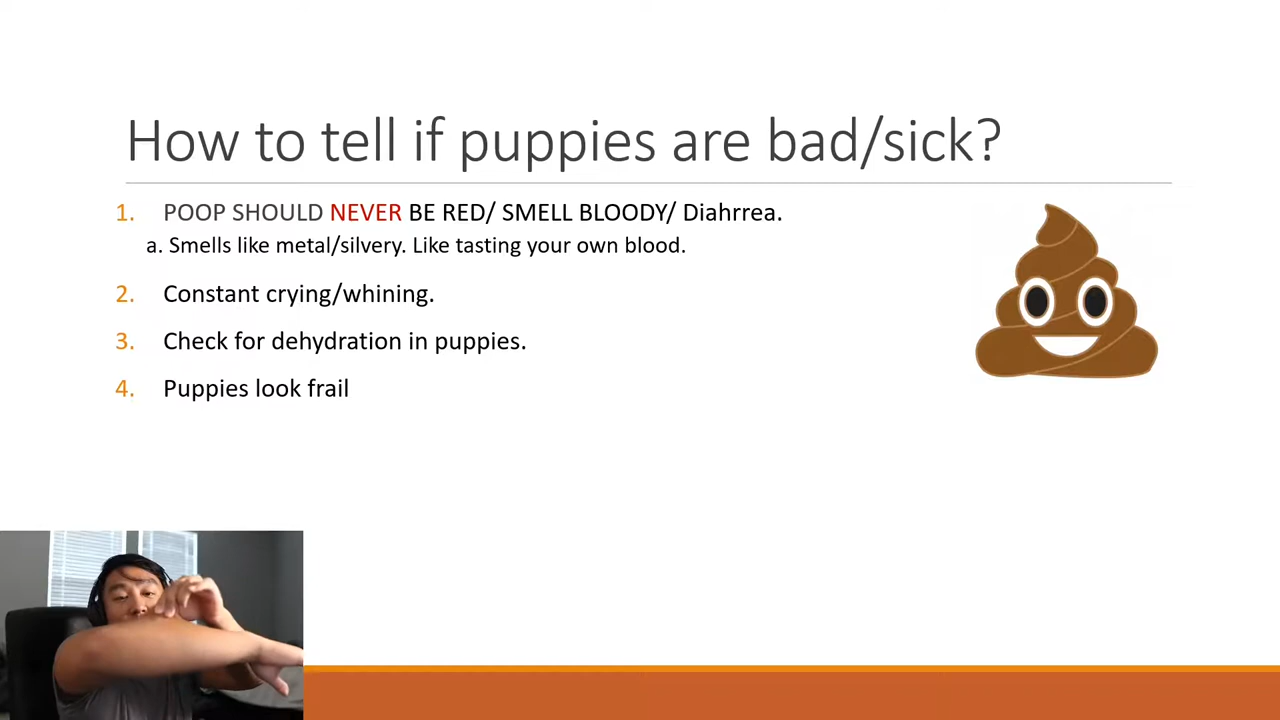 How to tell if puppies are bad/sick?
1. POOP SHOULD NEVER BE RED/ SMELL BLOODY/ Diahrrea.
a. Smells like metal/silvery. Like tasting your own blood.
2. Constant crying/whining.
3. Check for dehydration in puppies.
4. Puppies look frail